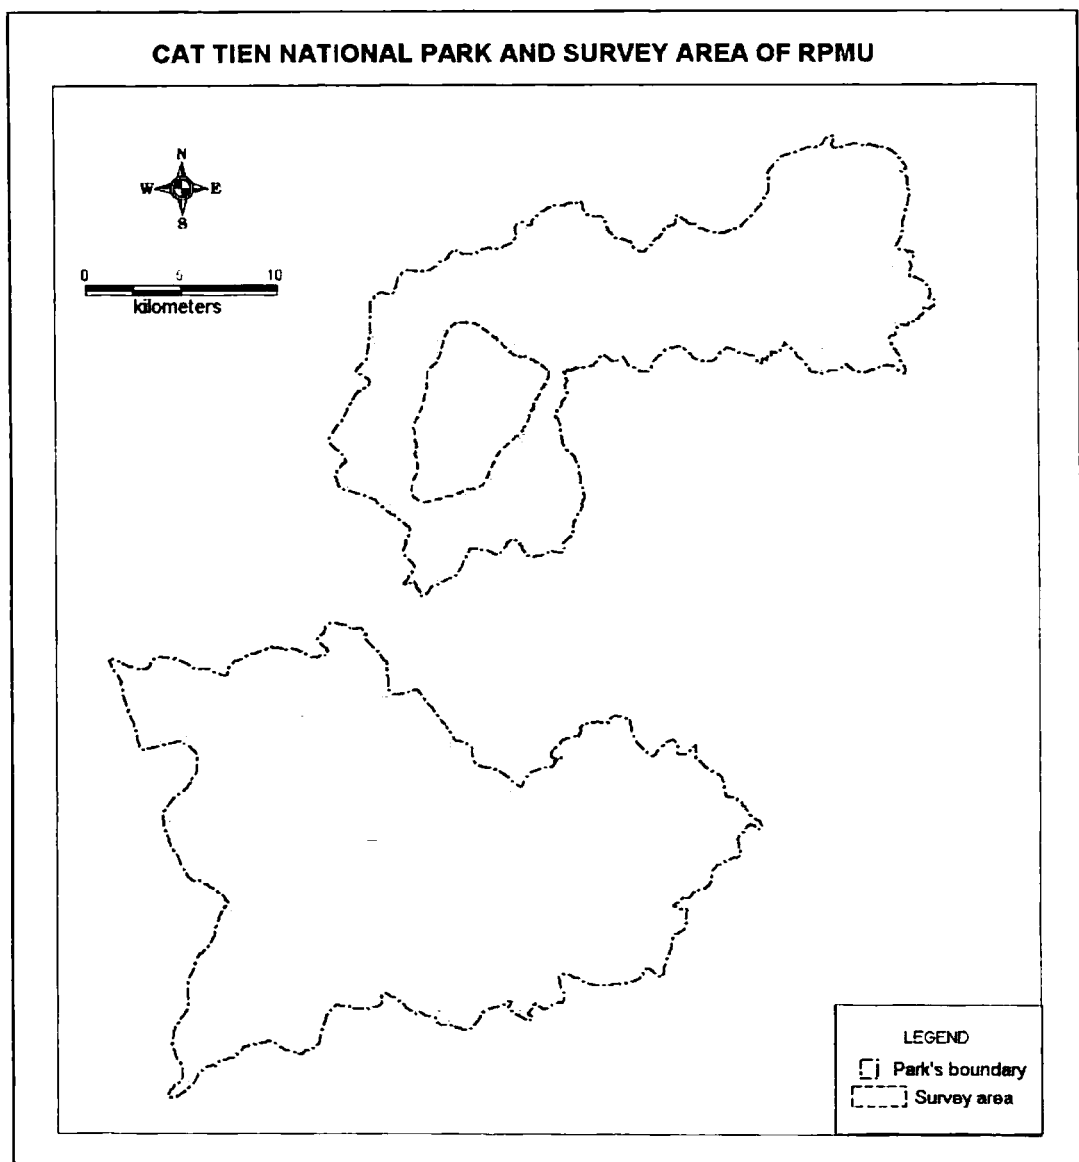 CAT TIEN NATIONAL PARK AND SURVEY AREA OF RPMU
N
W E
S
0 5 10
kilometers
LEGEND
Park's boundary
Survey area